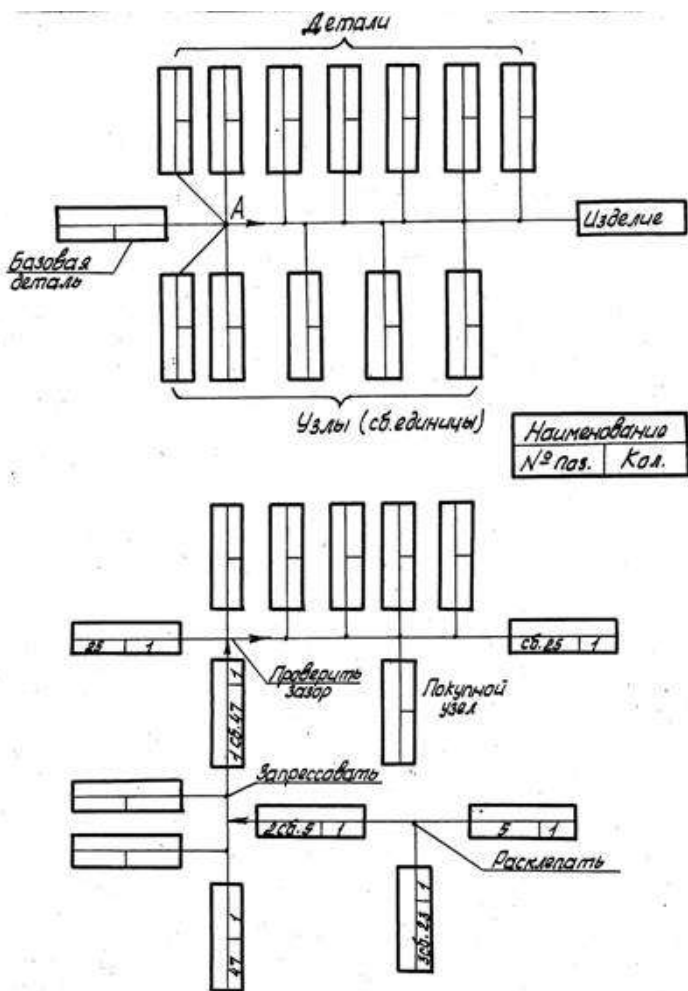 Детали
А
Изделие
Базовая
деталь
Узлы (сб.единицы)
Наименование
№ поз.
Кол.
25
1
сб.25
1
Проверить
зазор
Покупной
узел
1сб.47
1
Запрессовать
2сб.5
1
5
1
Расклепать
47
1
3сб.23
1